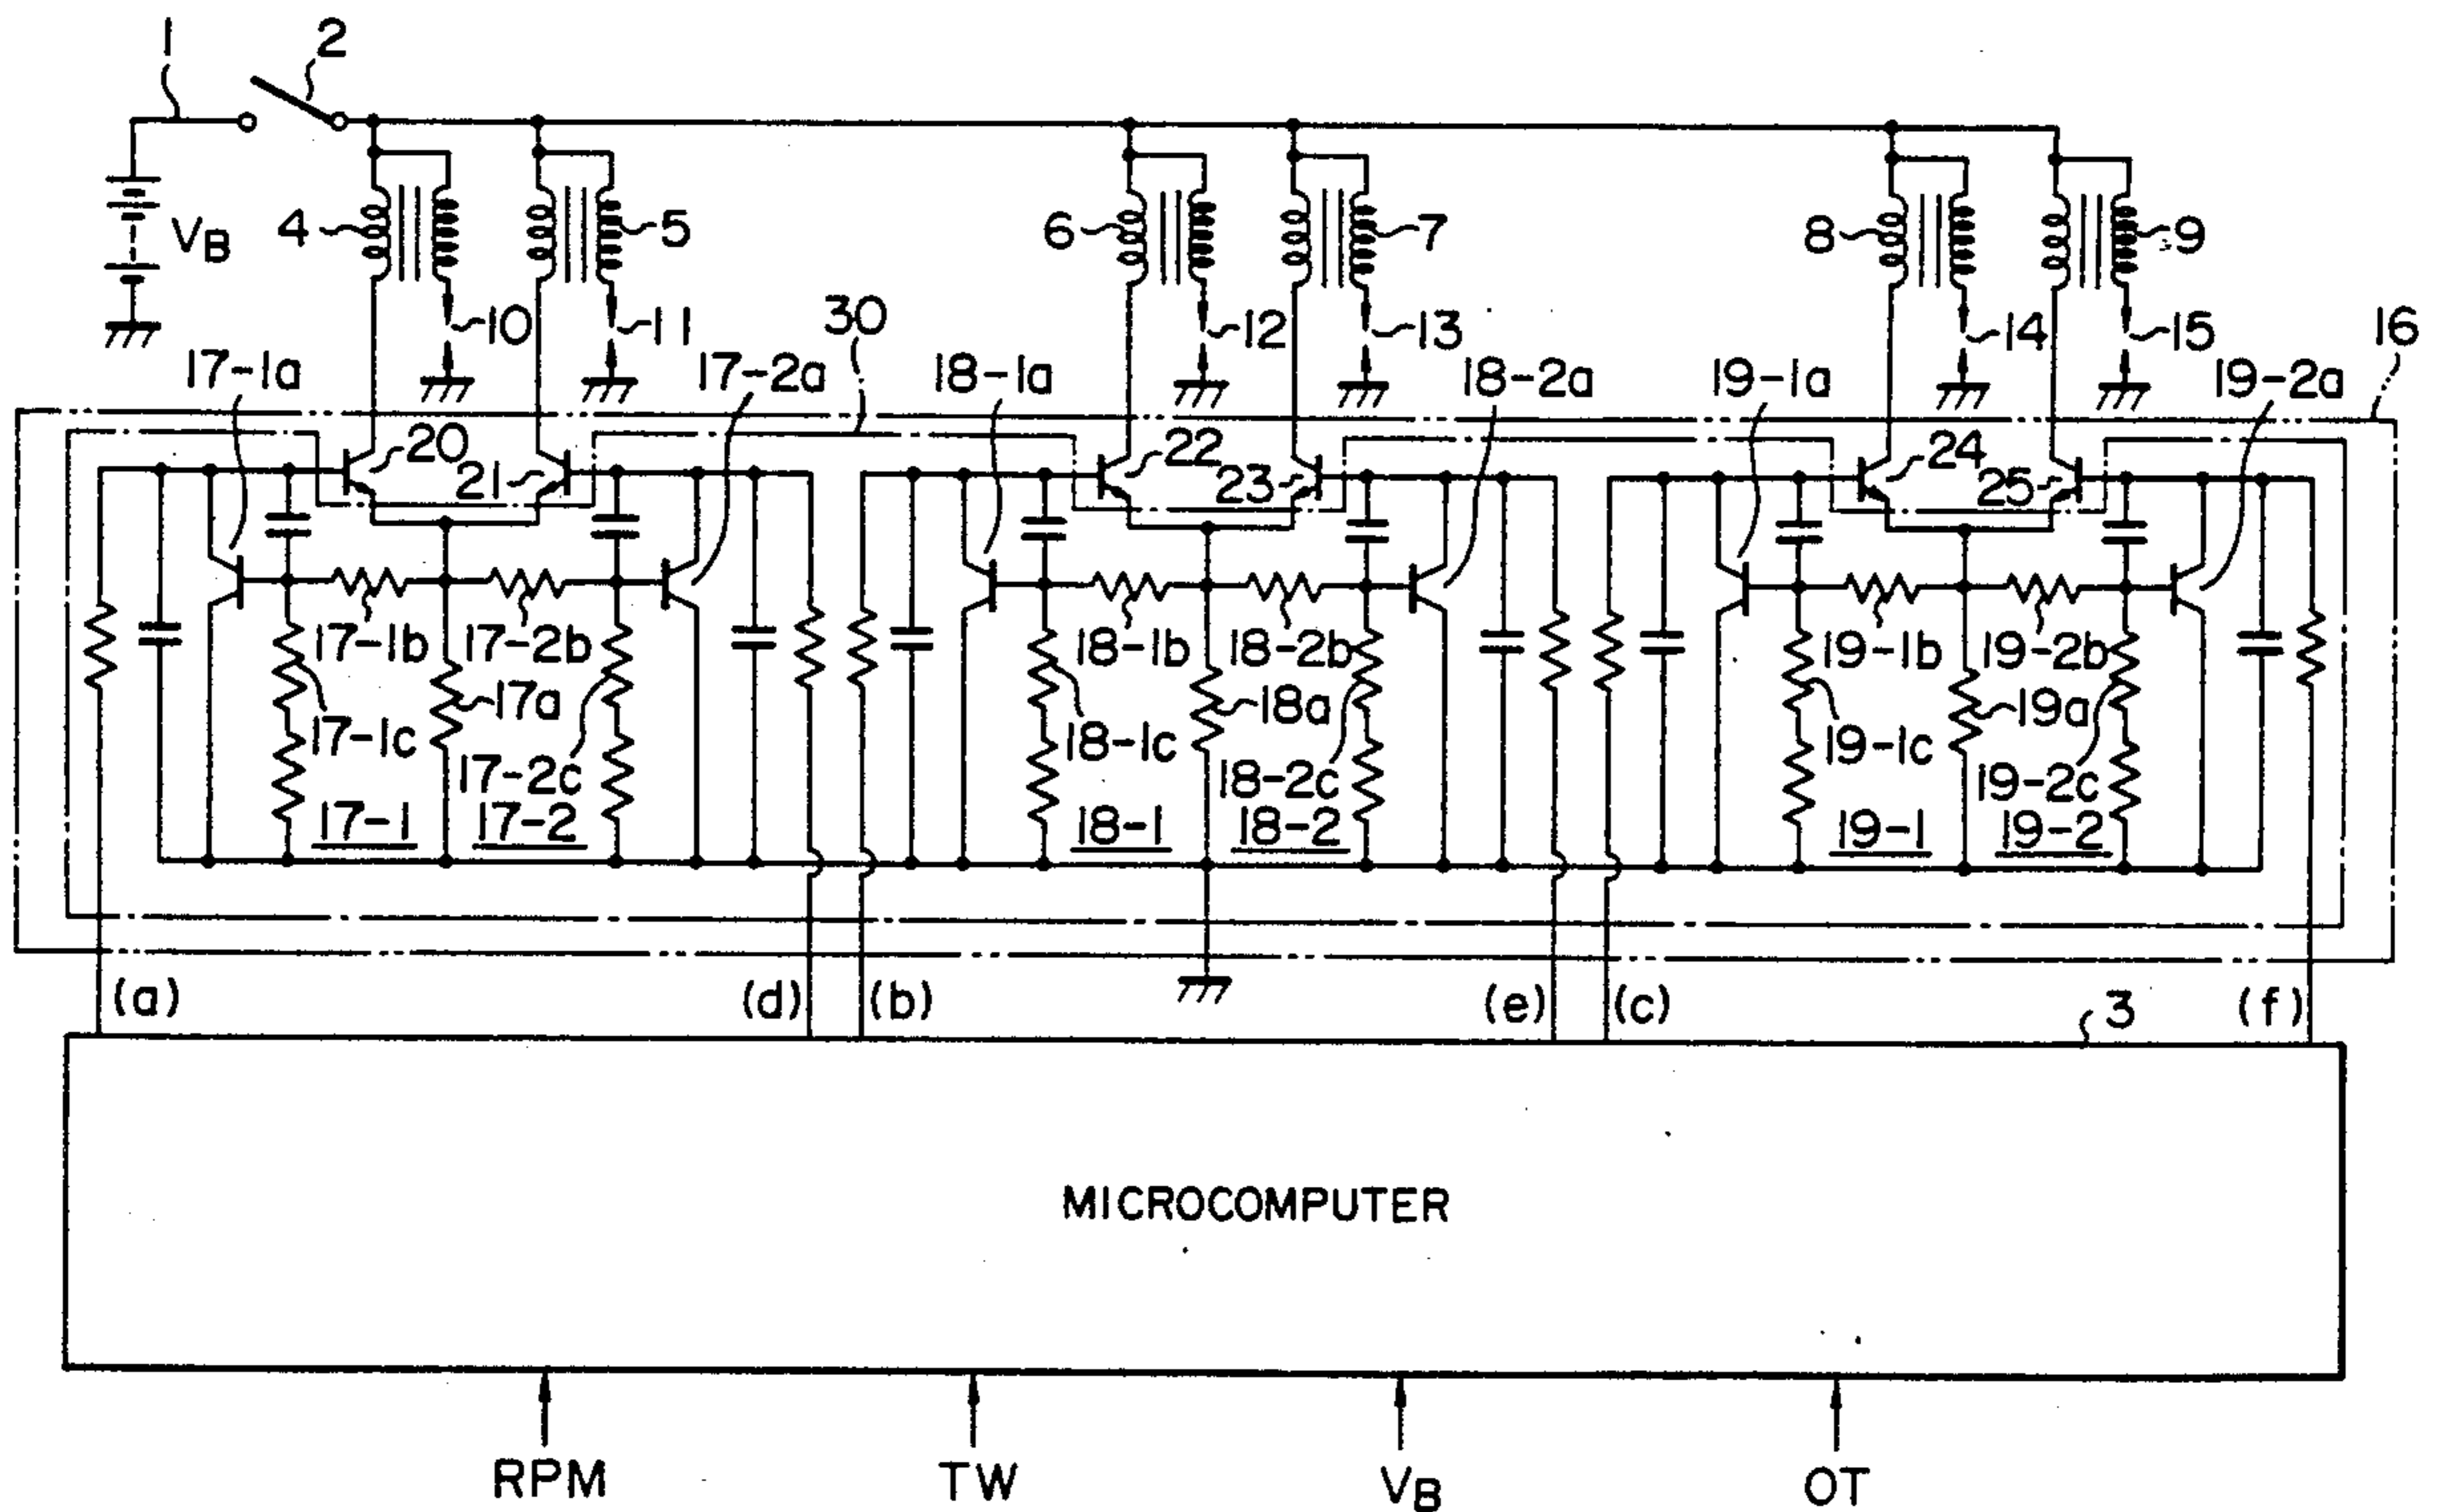 1 2
VB 4 5 6 7 8 9
10 11 30 12 13 14 15 16
17-1a 17-2a 18-1a 18-2a 19-1a 19-2a
20 21 22 23 24 25
17-1b 17-2b 18-1b 18-2b 19-1b 19-2b
17a 18a 19a
17-1c 17-2c 18-1c 18-2c 19-1c 19-2c
17-1 17-2 18-1 18-2 19-1 19-2
(a) (d) (b) (e) (c) 3 (f)
MICROCOMPUTER
RPM TW VB OT